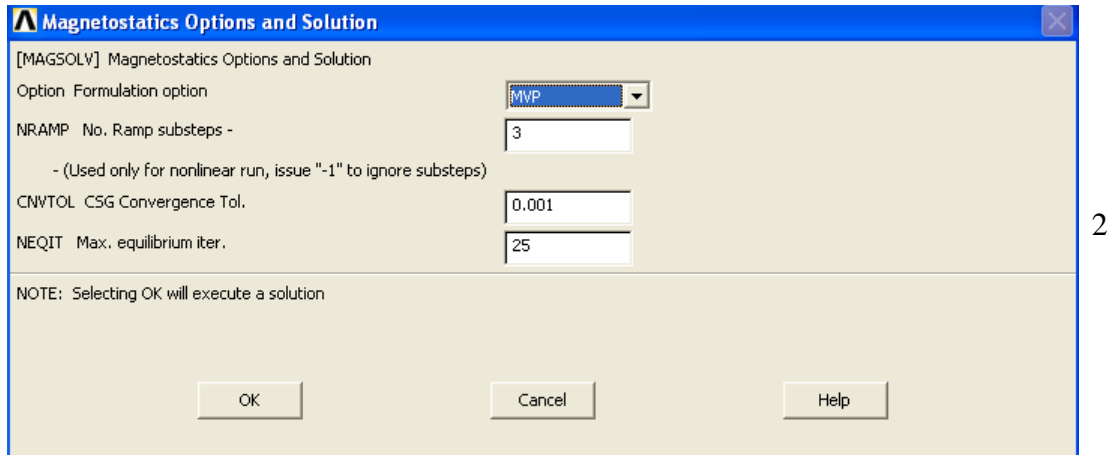 Magnetostatics Options and Solution
[MAGSOLV] Magnetostatics Options and Solution
Option Formulation option MVP
NRAMP No. Ramp substeps - 3
- (Used only for nonlinear run, issue "-1" to ignore substeps)
CNVTOL CSG Convergence Tol. 0.001
NEQIT Max. equilibrium iter. 25
2
NOTE: Selecting OK will execute a solution
OK Cancel Help